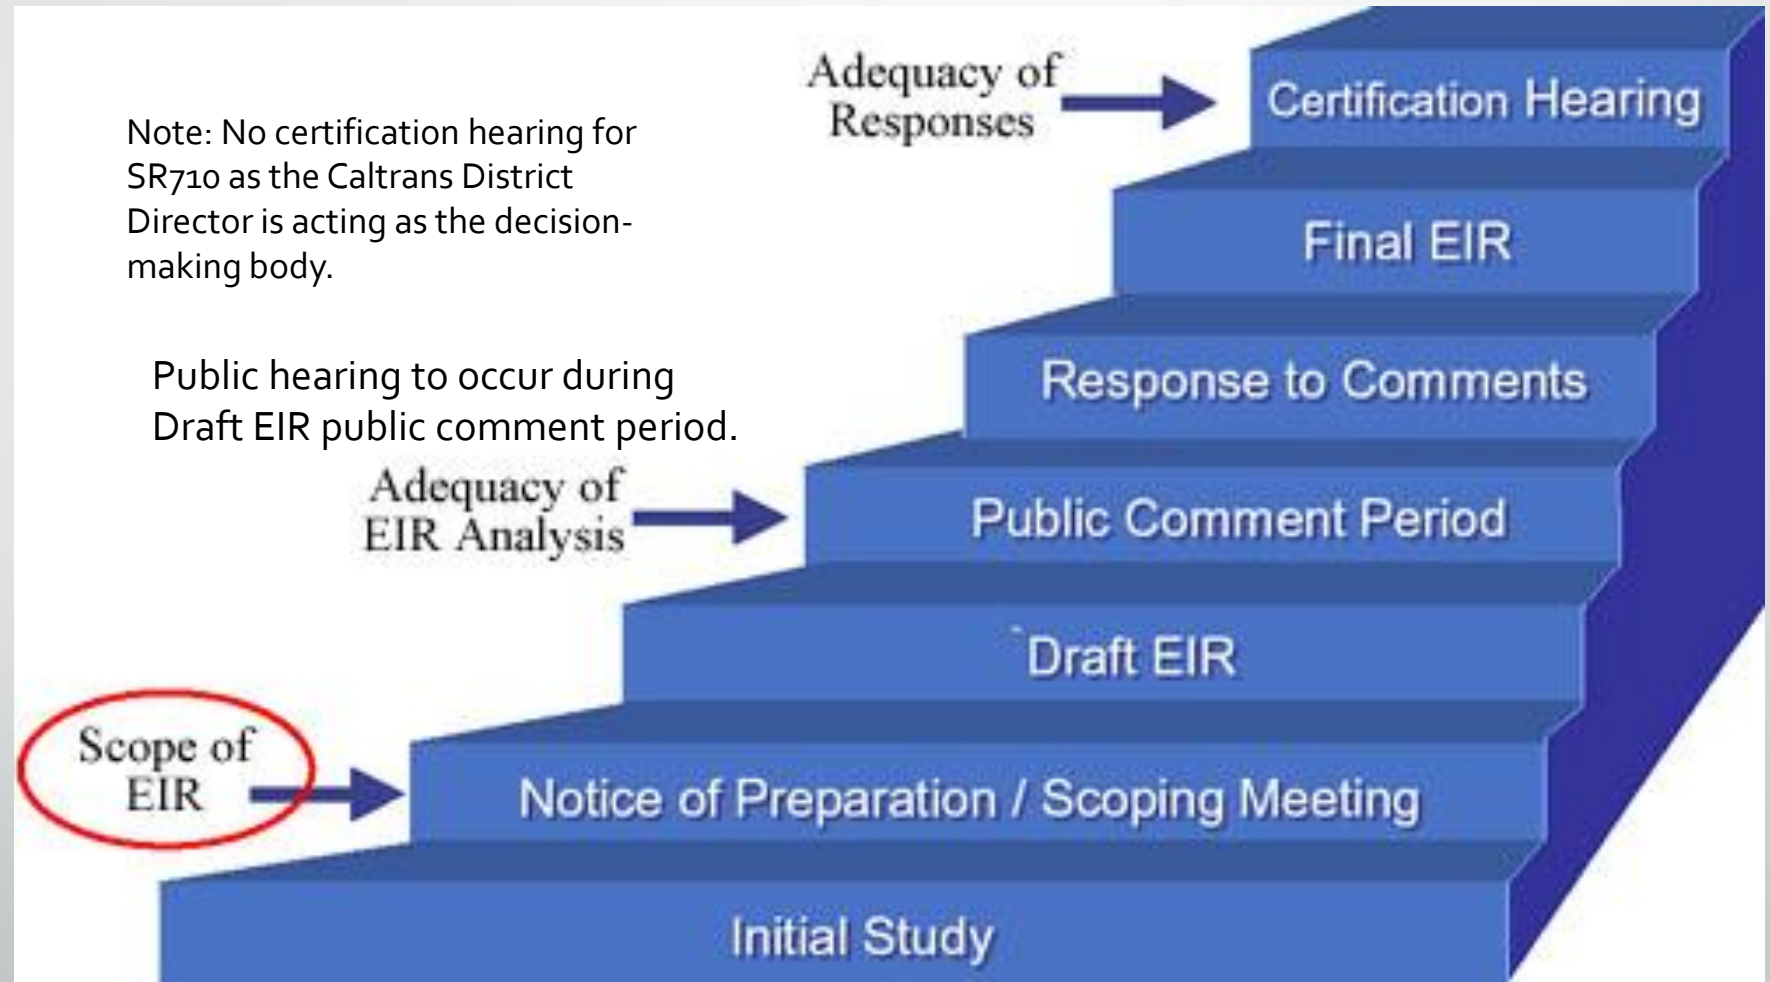 Adequacy of
Responses
Certification Hearing
Note: No certification hearing for
SR710 as the Caltrans District
Director is acting as the decision-
making body.
Final EIR
Public hearing to occur during
Draft EIR public comment period.
Response to Comments
Adequacy of
EIR Analysis
Public Comment Period
Draft EIR
Scope of
EIR
Notice of Preparation / Scoping Meeting
Initial Study